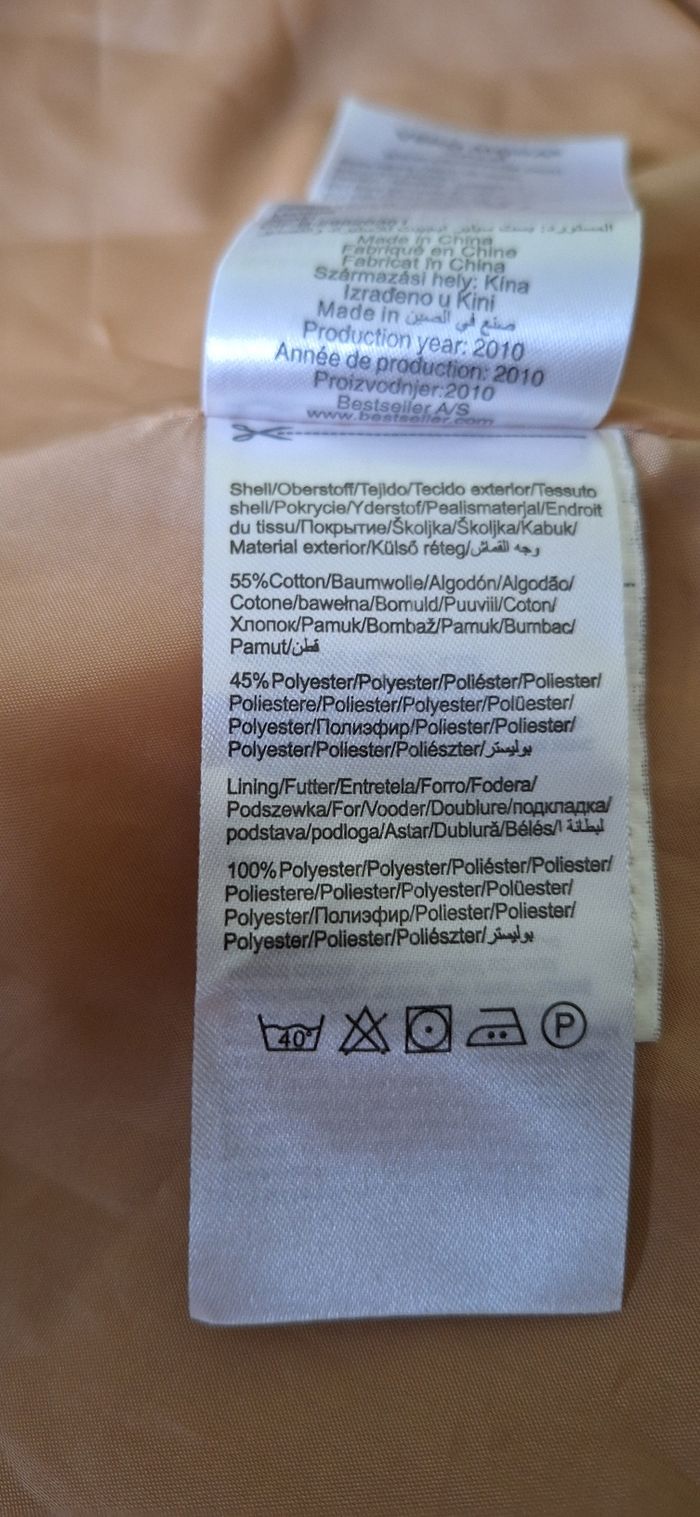 Made in China
Fabriqué en Chine
Fabricat în China
Származási hely: Kína
Izrađeno u Kini
Made in صنع في الصين
Production year: 2010
Année de production: 2010
Proizvodnjer:2010
Bestseller A/S
www.bestseller.com
Shell/Oberstoff/Tejido/Tecido exterior/Tessuto
shell/Pokrycie/Yderstof/Pealismaterjal/Endroit
du tissu/Покрытие/Školjka/Školjka/Kabuk/
Material exterior/Külső réteg/وجه القماش
55%Cotton/Baumwolle/Algodón/Algodão/
Cotone/bawełna/Bomuld/Puuvill/Coton/
Хлопок/Pamuk/Bombaž/Pamuk/Bumbac/
Pamut/قطن
45%Polyester/Polyester/Poliéster/Poliester/
Poliestere/Poliester/Polyester/Polüester/
Polyester/Полиэфир/Poliester/Poliester/
Polyester/Poliester/Poliészter/بوليستر
Lining/Futter/Entretela/Forro/Fodera/
Podszewka/For/Vooder/Doublure/подкладка/
podstava/podloga/Astar/Dublură/Bélés/لبطانة ا
100%Polyester/Polyester/Poliéster/Poliester/
Poliestere/Poliester/Polyester/Polüester/
Polyester/Полиэфир/Poliester/Poliester/
Polyester/Poliester/Poliészter/بوليستر
40° P